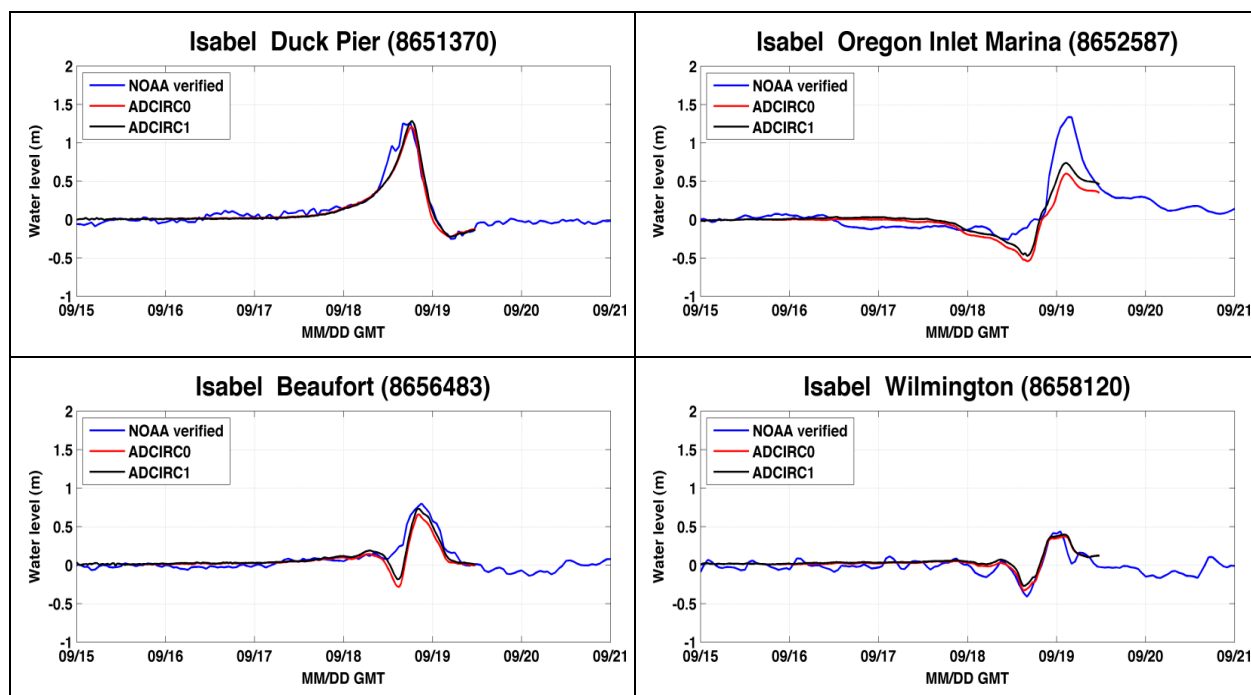 Isabel Duck Pier (8651370)
NOAA verified
ADCIRC0
ADCIRC1
Water level (m)
2
1.5
1
0.5
0
-0.5
-1
09/15 09/16 09/17 09/18 09/19 09/20 09/21
MM/DD GMT
Isabel Oregon Inlet Marina (8652587)
NOAA verified
ADCIRC0
ADCIRC1
Water level (m)
2
1.5
1
0.5
0
-0.5
-1
09/15 09/16 09/17 09/18 09/19 09/20 09/21
MM/DD GMT
Isabel Beaufort (8656483)
NOAA verified
ADCIRC0
ADCIRC1
Water level (m)
2
1.5
1
0.5
0
-0.5
-1
09/15 09/16 09/17 09/18 09/19 09/20 09/21
MM/DD GMT
Isabel Wilmington (8658120)
NOAA verified
ADCIRC0
ADCIRC1
Water level (m)
2
1.5
1
0.5
0
-0.5
-1
09/15 09/16 09/17 09/18 09/19 09/20 09/21
MM/DD GMT